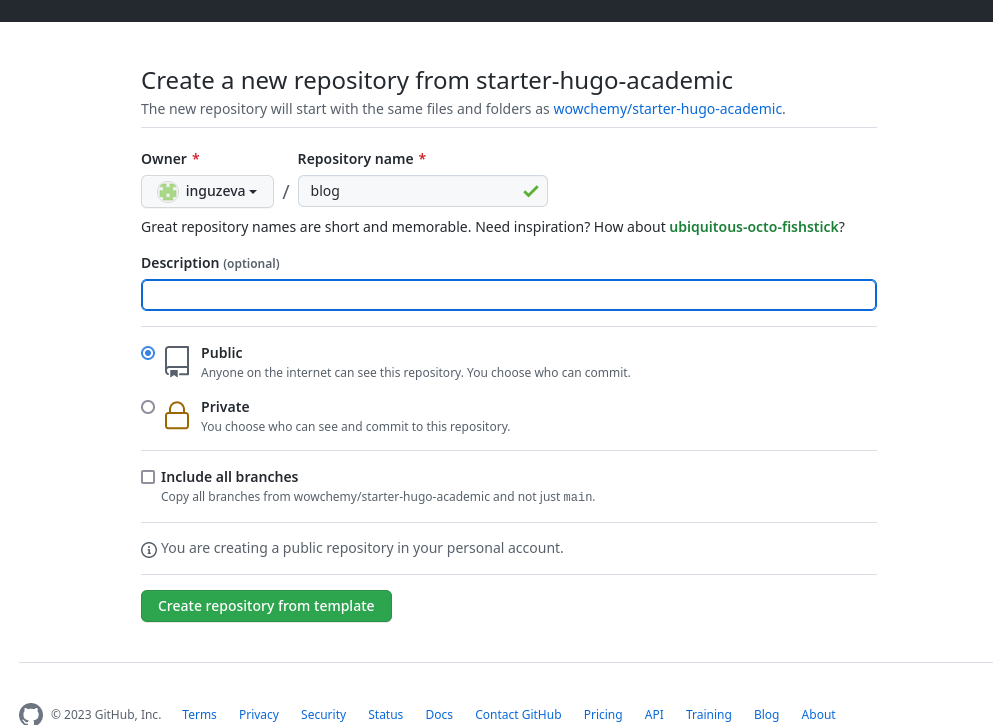 Create a new repository from starter-hugo-academic
The new repository will start with the same files and folders as wowchemy/starter-hugo-academic.
Owner * Repository name *
inguzeva / blog
Great repository names are short and memorable. Need inspiration? How about ubiquitous-octo-fishstick?
Description (optional)
Public
Anyone on the internet can see this repository. You choose who can commit.
Private
You choose who can see and commit to this repository.
Include all branches
Copy all branches from wowchemy/starter-hugo-academic and not just main.
You are creating a public repository in your personal account.
Create repository from template
© 2023 GitHub, Inc. Terms Privacy Security Status Docs Contact GitHub Pricing API Training Blog About